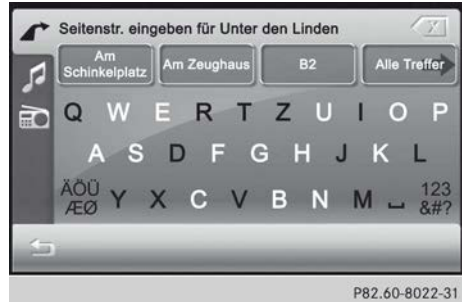 Seitenstr. eingeben für Unter den Linden
Am Schinkelplatz
Am Zeughaus
B2
Alle Treffer
Q W E R T Z U I O P
A S D F G H J K L
ÄÖÜ ÆØ Y X C V B N M ⎵ 123 &#?
P82.60-8022-31